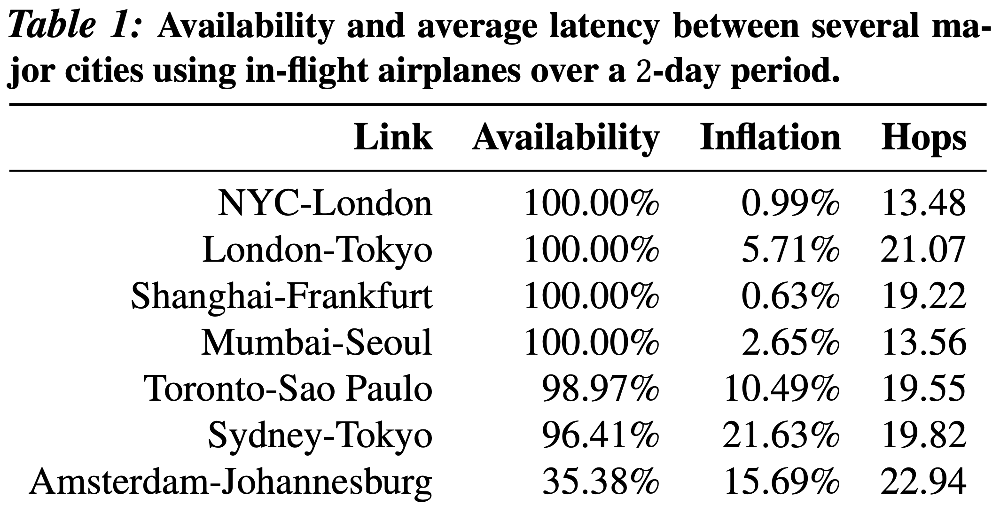 Table 1: Availability and average latency between several ma-
jor cities using in-flight airplanes over a 2-day period.
Link Availability Inflation Hops
NYC-London 100.00% 0.99% 13.48
London-Tokyo 100.00% 5.71% 21.07
Shanghai-Frankfurt 100.00% 0.63% 19.22
Mumbai-Seoul 100.00% 2.65% 13.56
Toronto-Sao Paulo 98.97% 10.49% 19.55
Sydney-Tokyo 96.41% 21.63% 19.82
Amsterdam-Johannesburg 35.38% 15.69% 22.94